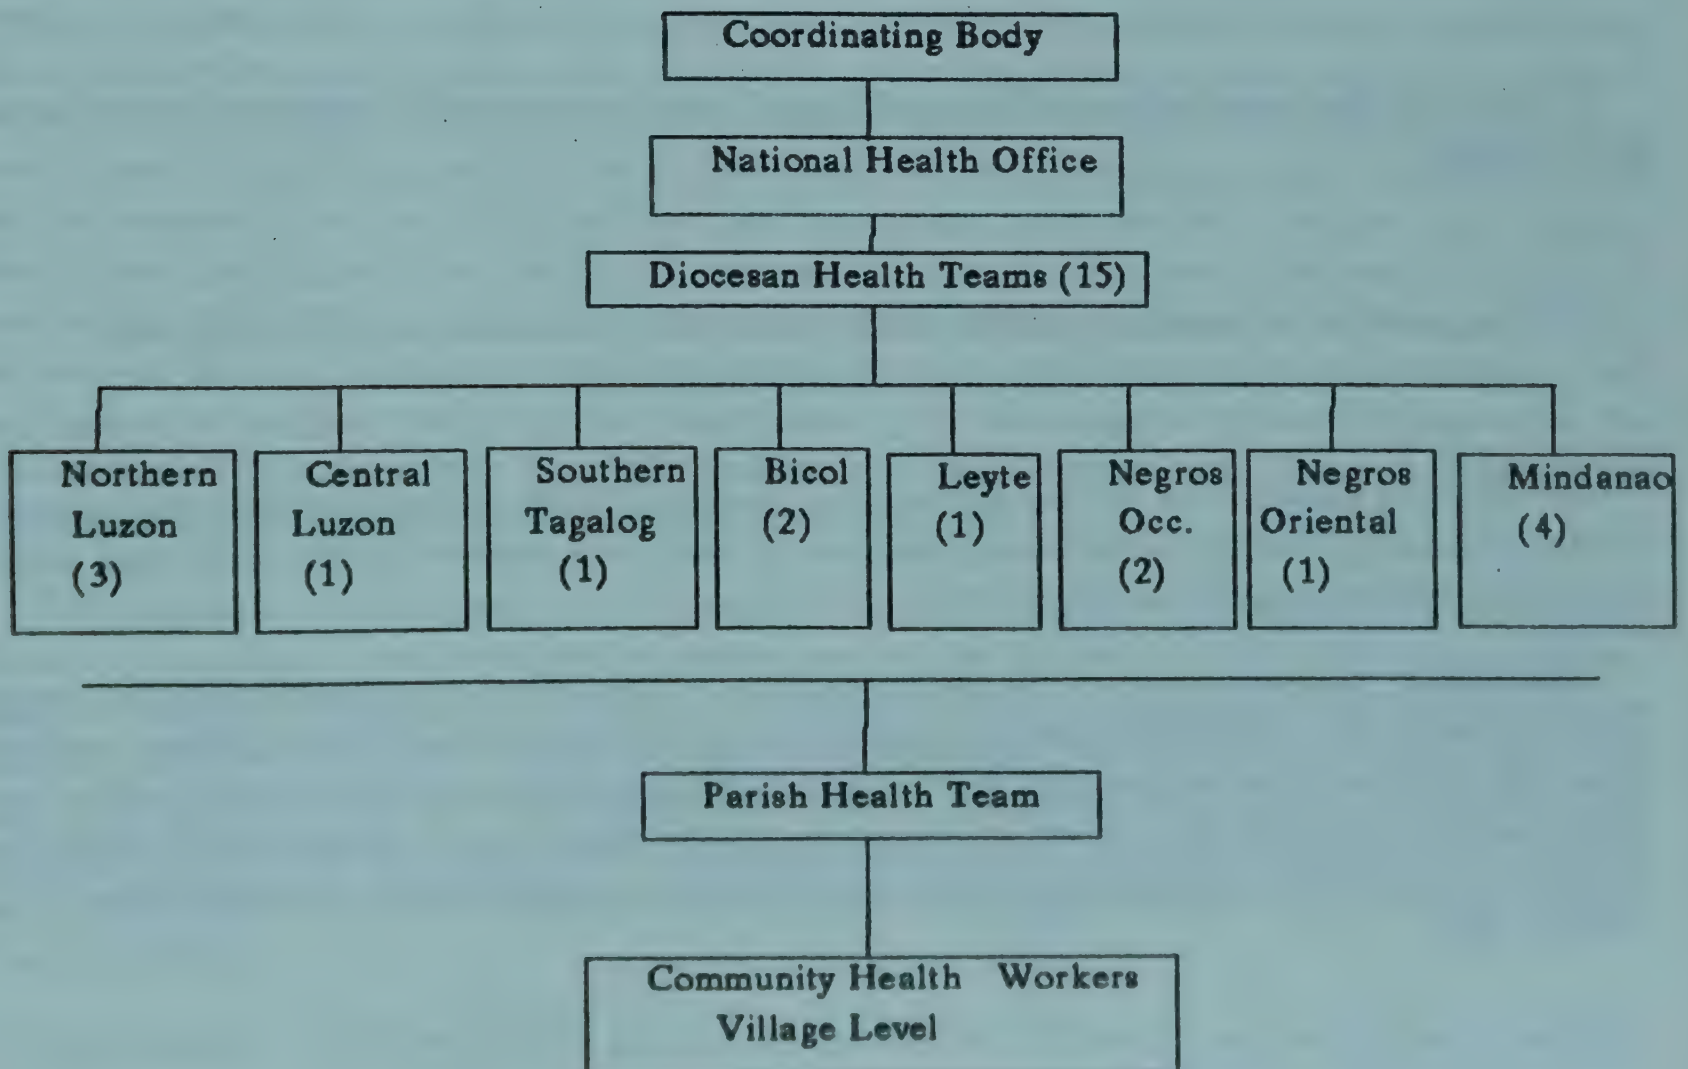 Coordinating Body
National Health Office
Diocesan Health Teams (15)
Northern
Luzon
(3)
Central
Luzon
(1)
Southern
Tagalog
(1)
Bicol
(2)
Leyte
(1)
Negros
Occ.
(2)
Negros
Oriental
(1)
Mindanao
(4)
Parish Health Team
Community Health Workers
Village Level